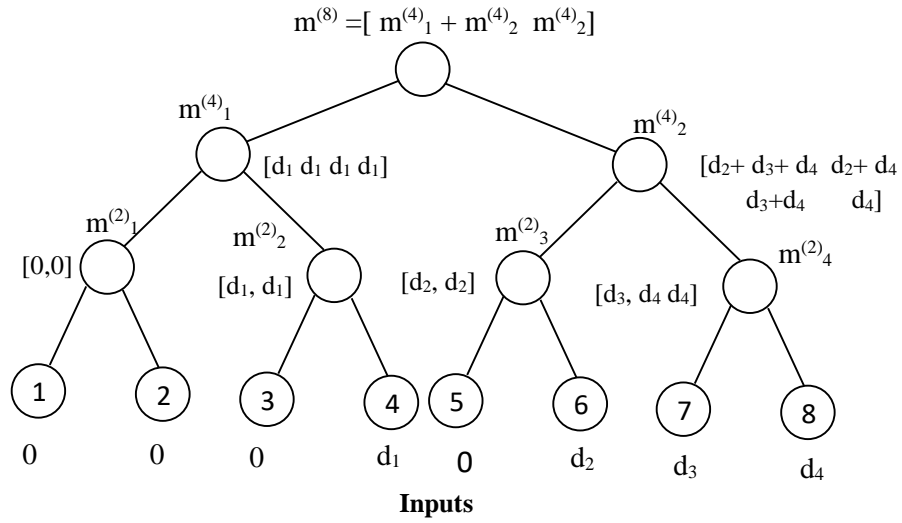 m⁽⁸⁾ =[ m⁽⁴⁾₁ + m⁽⁴⁾₂ m⁽⁴⁾₂]
m⁽⁴⁾₁
m⁽⁴⁾₂
[d₁ d₁ d₁ d₁]
[d₂+ d₃+ d₄ d₂+ d₄
d₃+d₄ d₄]
m⁽²⁾₁
m⁽²⁾₂
m⁽²⁾₃
m⁽²⁾₄
[0,0]
[d₁, d₁]
[d₂, d₂]
[d₃, d₄ d₄]
1 2 3 4 5 6 7 8
0 0 0 d₁ 0 d₂ d₃ d₄
Inputs